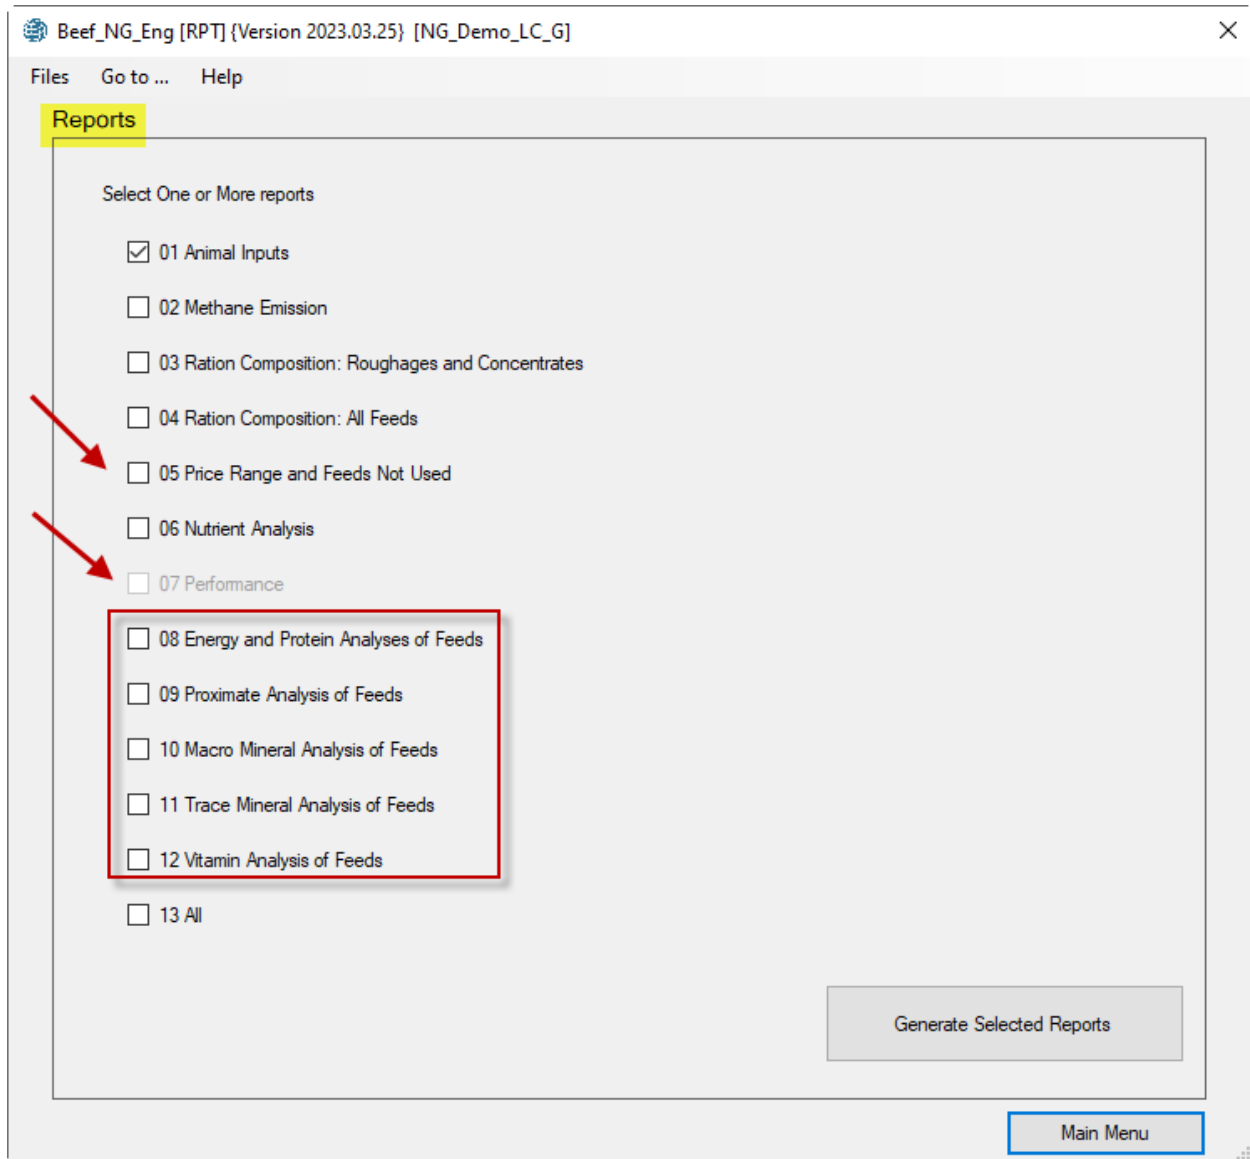 Beef_NG_Eng [RPT] {Version 2023.03.25} [NG_Demo_LC_G]
Files Go to ... Help
Reports
Select One or More reports
01 Animal Inputs
02 Methane Emission
03 Ration Composition: Roughages and Concentrates
04 Ration Composition: All Feeds
05 Price Range and Feeds Not Used
06 Nutrient Analysis
07 Performance
08 Energy and Protein Analyses of Feeds
09 Proximate Analysis of Feeds
10 Macro Mineral Analysis of Feeds
11 Trace Mineral Analysis of Feeds
12 Vitamin Analysis of Feeds
13 All
Generate Selected Reports
Main Menu